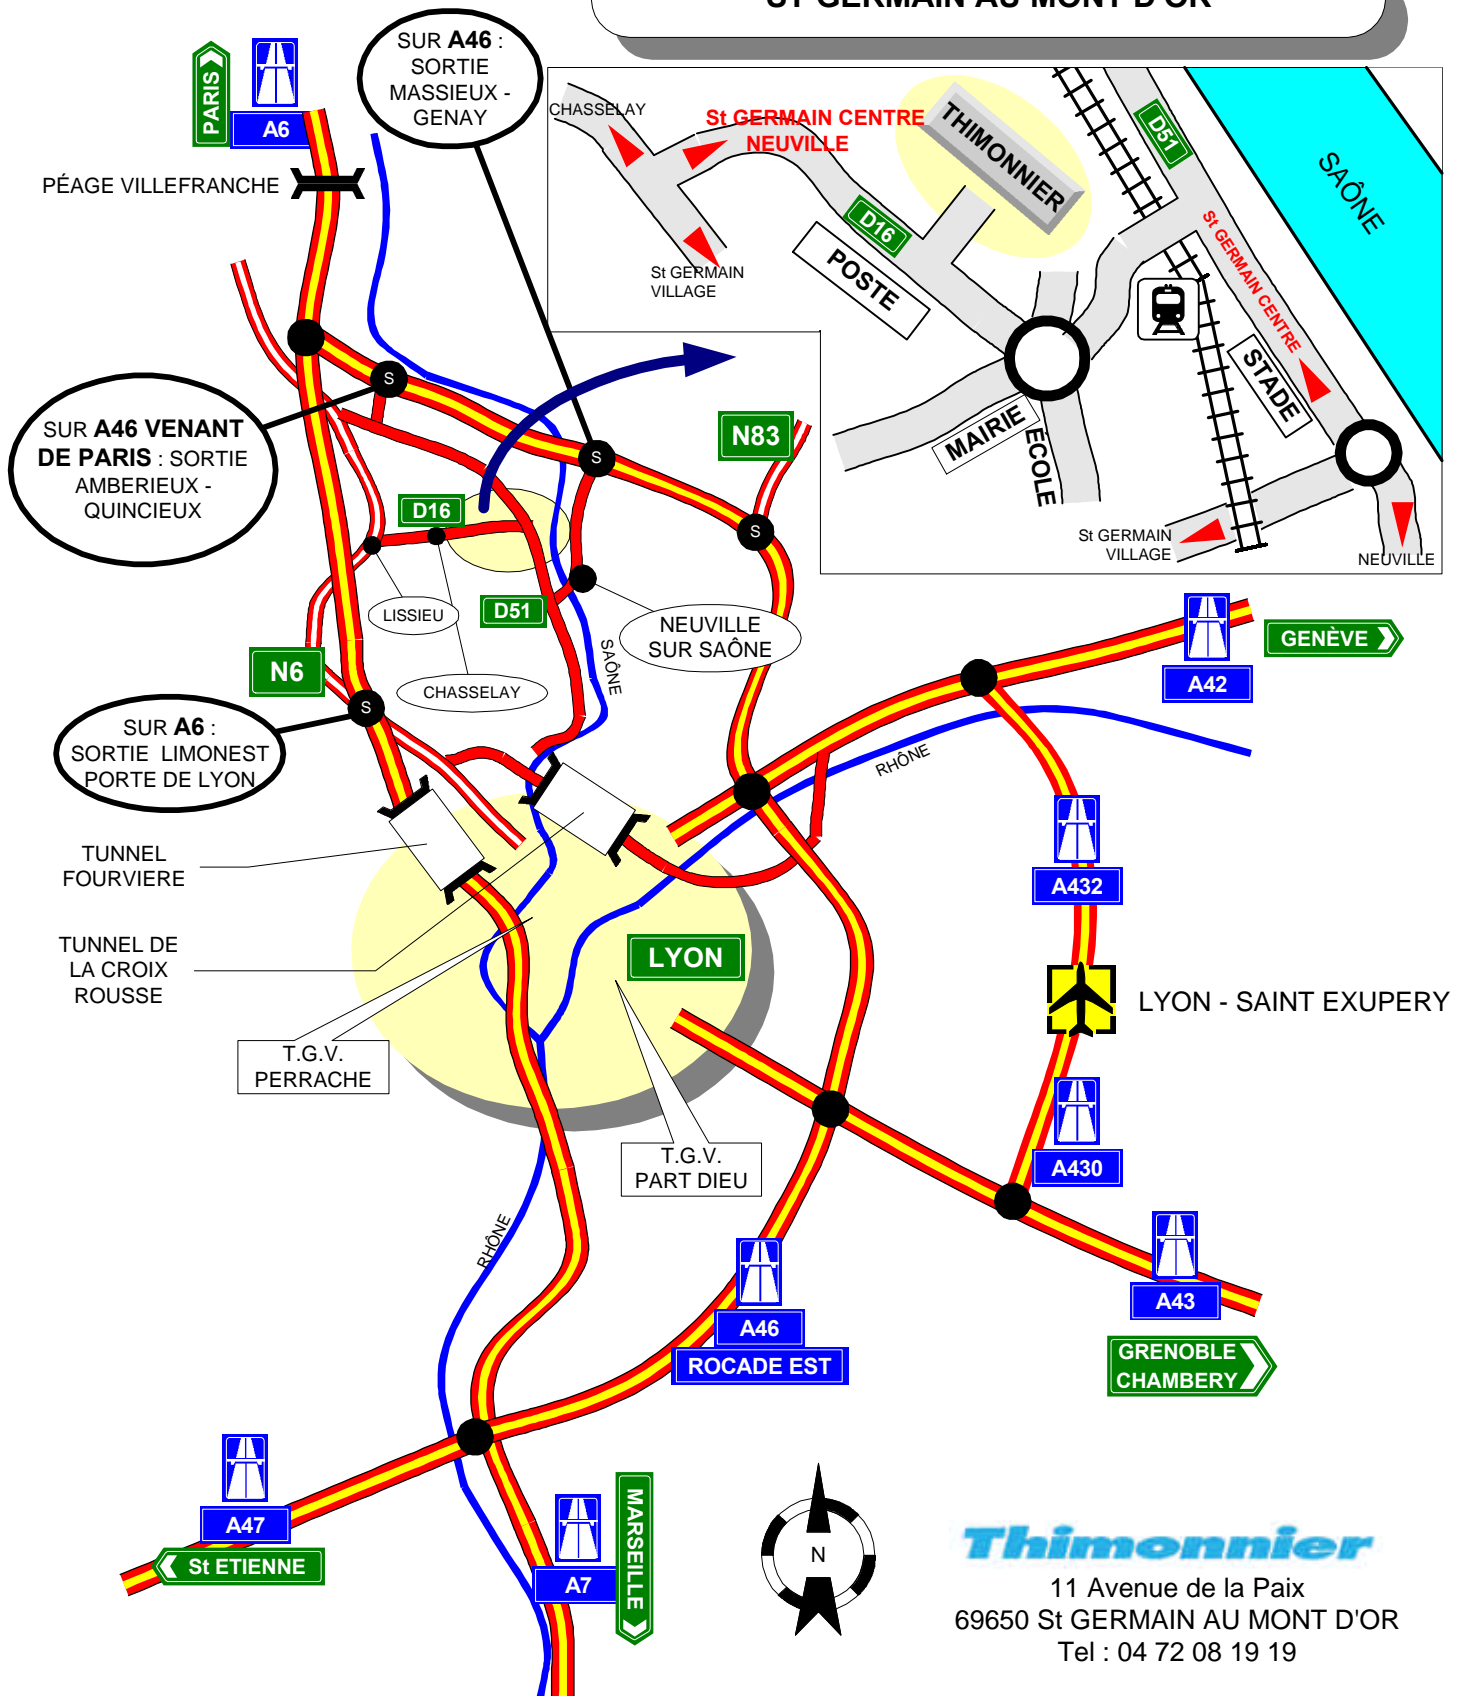 ST GERMAIN AU MONT D'OR
SUR A46 :
SORTIE
MASSIEUX -
GENAY
PARIS
A6
PÉAGE VILLEFRANCHE
CHASSELAY
St GERMAIN CENTRE
NEUVILLE
THIMONNIER
D51
SAÔNE
D16
POSTE
St GERMAIN
VILLAGE
St GERMAIN CENTRE
STADE
MAIRIE
ÉCOLE
St GERMAIN
VILLAGE
NEUVILLE
SUR A46 VENANT
DE PARIS : SORTIE
AMBERIEUX -
QUINCIEUX
S
S
S
S
N83
D16
LISSIEU
D51
NEUVILLE
SUR SAÔNE
SAÔNE
CHASSELAY
N6
SUR A6 :
SORTIE LIMONEST
PORTE DE LYON
A42
GENÈVE
RHÔNE
TUNNEL
FOURVIERE
A432
TUNNEL DE
LA CROIX
ROUSSE
LYON
LYON - SAINT EXUPERY
T.G.V.
PERRACHE
T.G.V.
PART DIEU
A430
RHÔNE
A43
A46
ROCADE EST
GRENOBLE
CHAMBERY
A47
St ETIENNE
A7
MARSEILLE
N
Thimonnier
11 Avenue de la Paix
69650 St GERMAIN AU MONT D'OR
Tel : 04 72 08 19 19